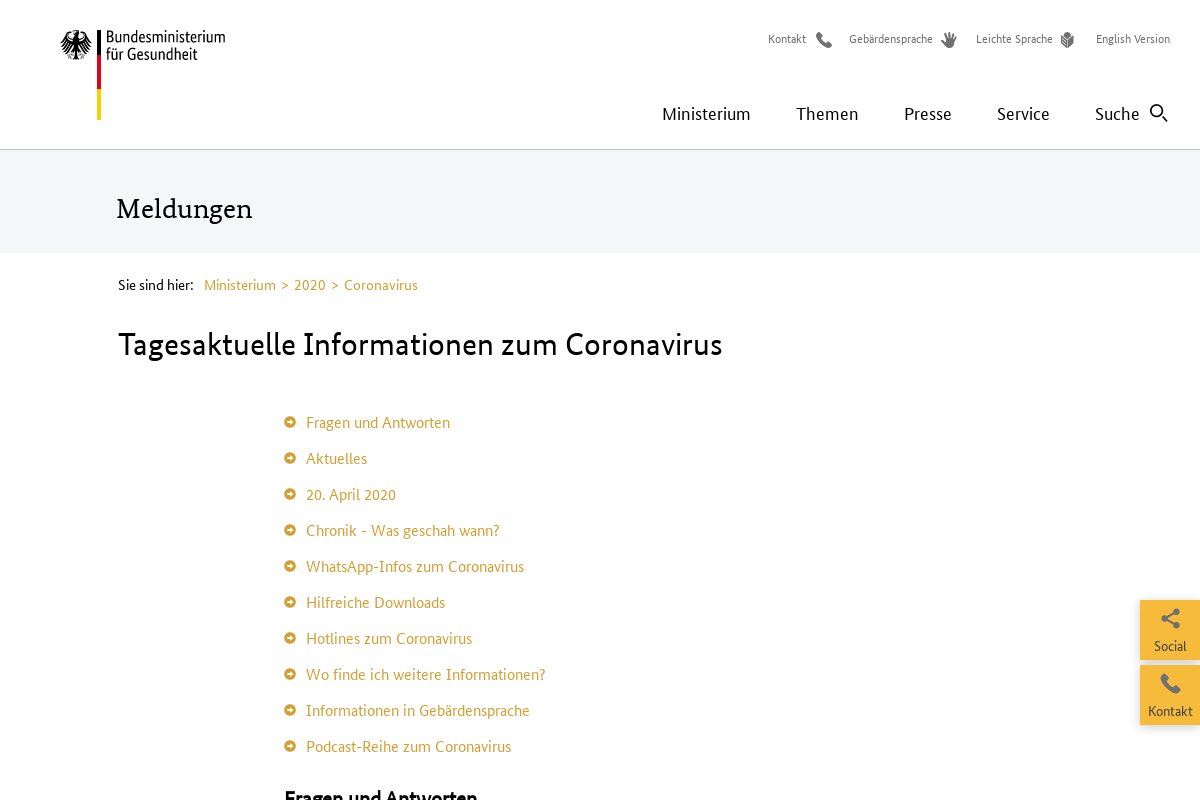 Bundesministerium
für Gesundheit
Kontakt Gebärdensprache Leichte Sprache English Version
Ministerium Themen Presse Service Suche
Meldungen
Sie sind hier: Ministerium > 2020 > Coronavirus
Tagesaktuelle Informationen zum Coronavirus
Fragen und Antworten
Aktuelles
20. April 2020
Chronik - Was geschah wann?
WhatsApp-Infos zum Coronavirus
Hilfreiche Downloads
Hotlines zum Coronavirus
Wo finde ich weitere Informationen?
Informationen in Gebärdensprache
Podcast-Reihe zum Coronavirus
Social
Kontakt
Fragen und Antworten